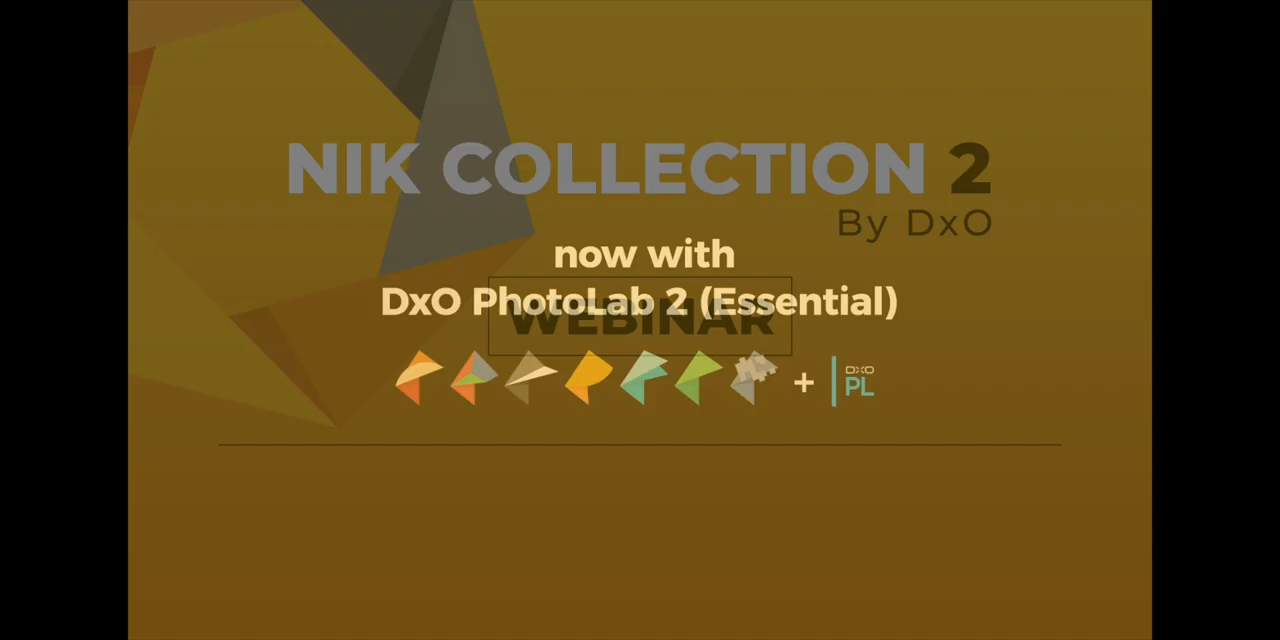 NIK COLLECTION 2
By DxO
now with
DxO PhotoLab 2 (Essential)
WEBINAR
+ DXO
PL